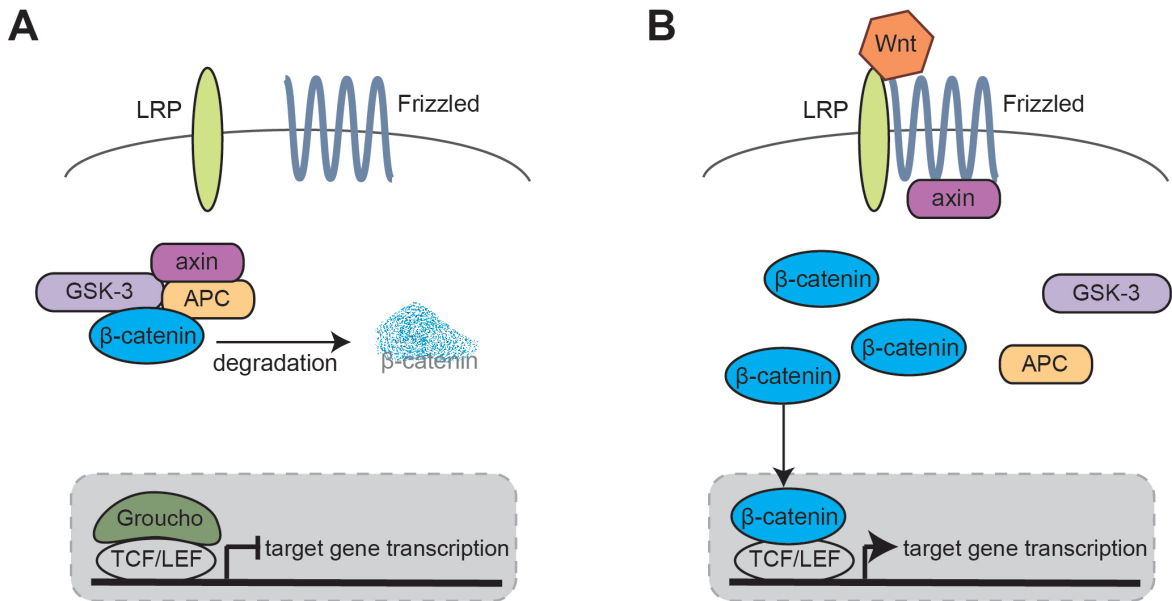 A
LRP
Frizzled
axin
GSK-3
APC
β-catenin
degradation
β-catenin
Groucho
TCF/LEF
target gene transcription
B
Wnt
LRP
Frizzled
axin
β-catenin
GSK-3
β-catenin
β-catenin
APC
β-catenin
TCF/LEF
target gene transcription